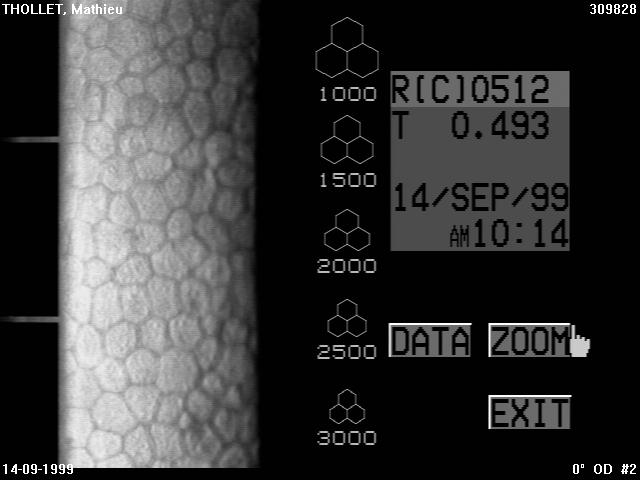 THOLLET, Mathieu
309828
1000
R[C]0512
T 0.493
1500
14/SEP/99
AM10:14
2000
2500
DATA ZOOM
EXIT
3000
14-09-1999
0° OD #2